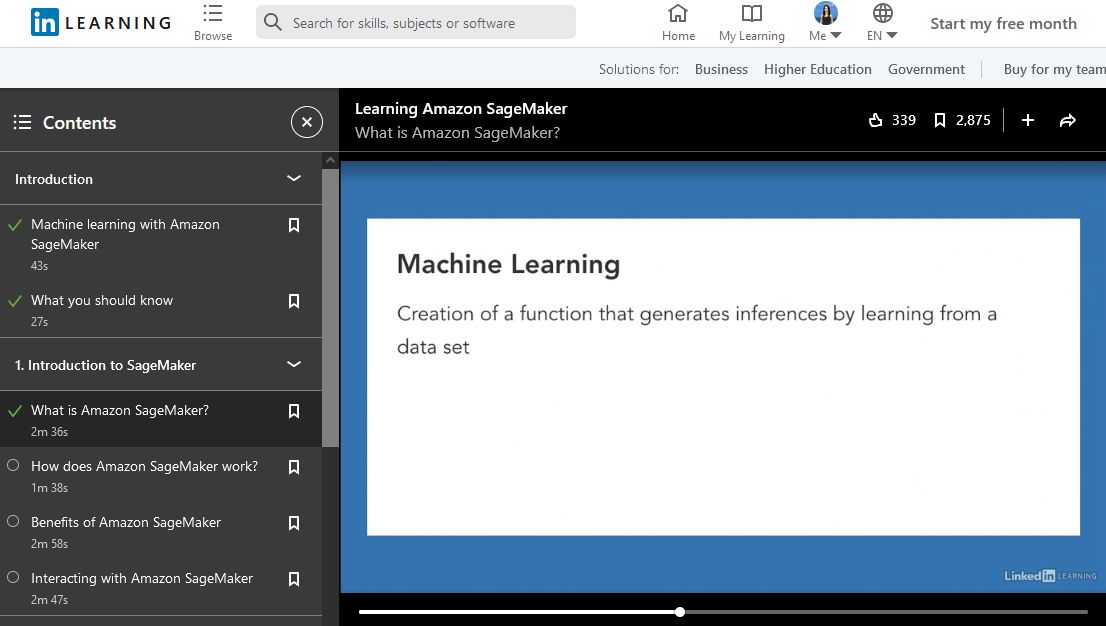 in LEARNING
Browse
Search for skills, subjects or software
Home
My Learning
Me
EN
Start my free month
Solutions for:
Business
Higher Education
Government
Buy for my team
Contents
Introduction
Machine learning with Amazon
SageMaker
43s
What you should know
27s
1. Introduction to SageMaker
What is Amazon SageMaker?
2m 36s
How does Amazon SageMaker work?
1m 38s
Benefits of Amazon SageMaker
2m 58s
Interacting with Amazon SageMaker
2m 47s
Learning Amazon SageMaker
What is Amazon SageMaker?
339
2,875
Machine Learning
Creation of a function that generates inferences by learning from a
data set
Linked in LEARNING